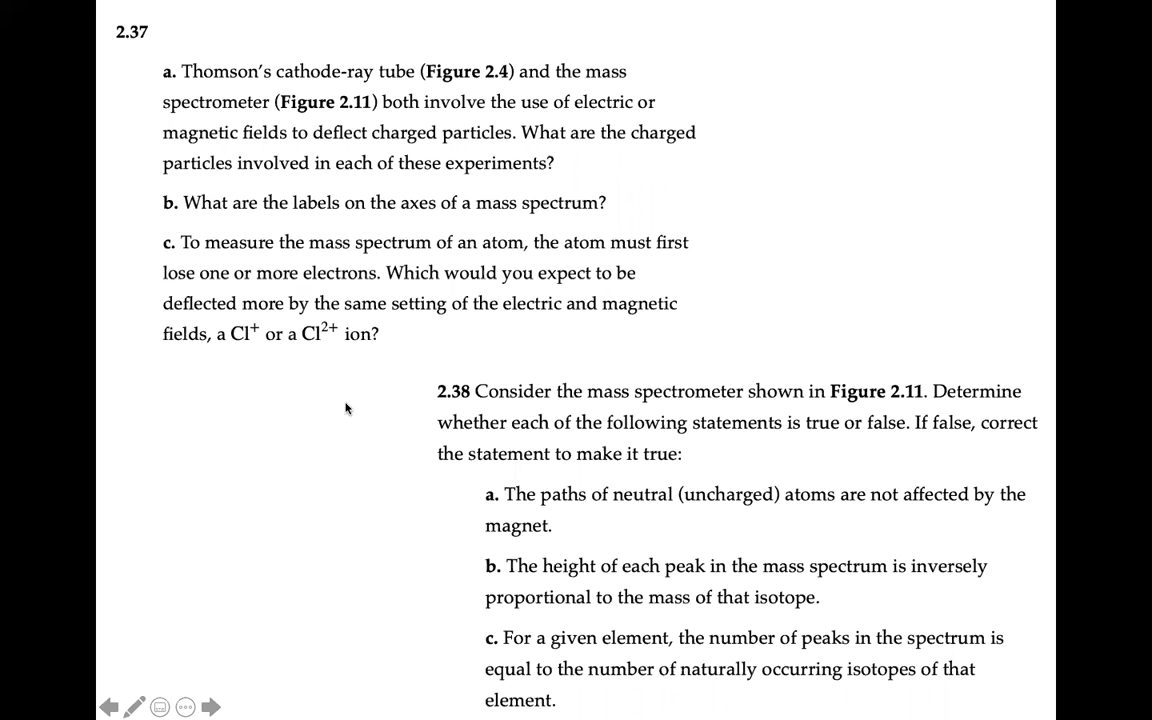 2.37
a. Thomson's cathode-ray tube (Figure 2.4) and the mass
spectrometer (Figure 2.11) both involve the use of electric or
magnetic fields to deflect charged particles. What are the charged
particles involved in each of these experiments?
b. What are the labels on the axes of a mass spectrum?
c. To measure the mass spectrum of an atom, the atom must first
lose one or more electrons. Which would you expect to be
deflected more by the same setting of the electric and magnetic
fields, a Cl⁺ or a Cl²⁺ ion?
2.38 Consider the mass spectrometer shown in Figure 2.11. Determine
whether each of the following statements is true or false. If false, correct
the statement to make it true:
a. The paths of neutral (uncharged) atoms are not affected by the
magnet.
b. The height of each peak in the mass spectrum is inversely
proportional to the mass of that isotope.
c. For a given element, the number of peaks in the spectrum is
equal to the number of naturally occurring isotopes of that
element.